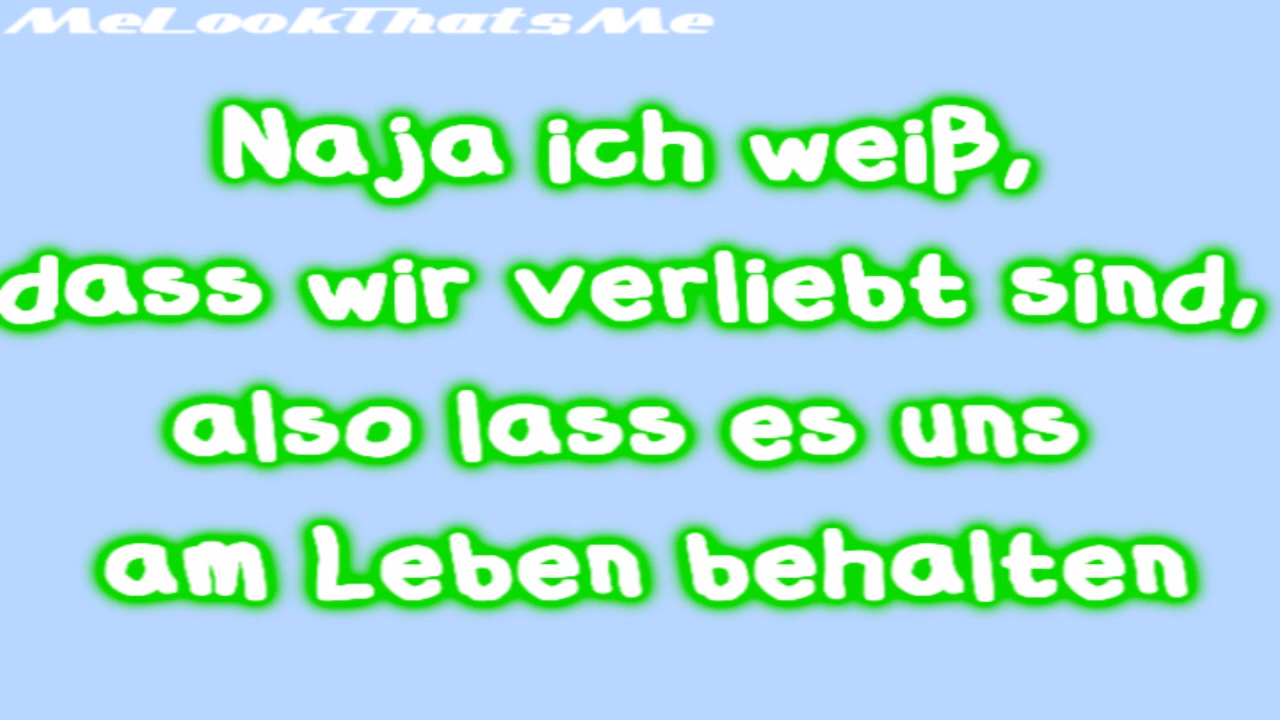 MeLookThatsMe
Naja ich weiß,
dass wir verliebt sind,
also lass es uns
am Leben behalten